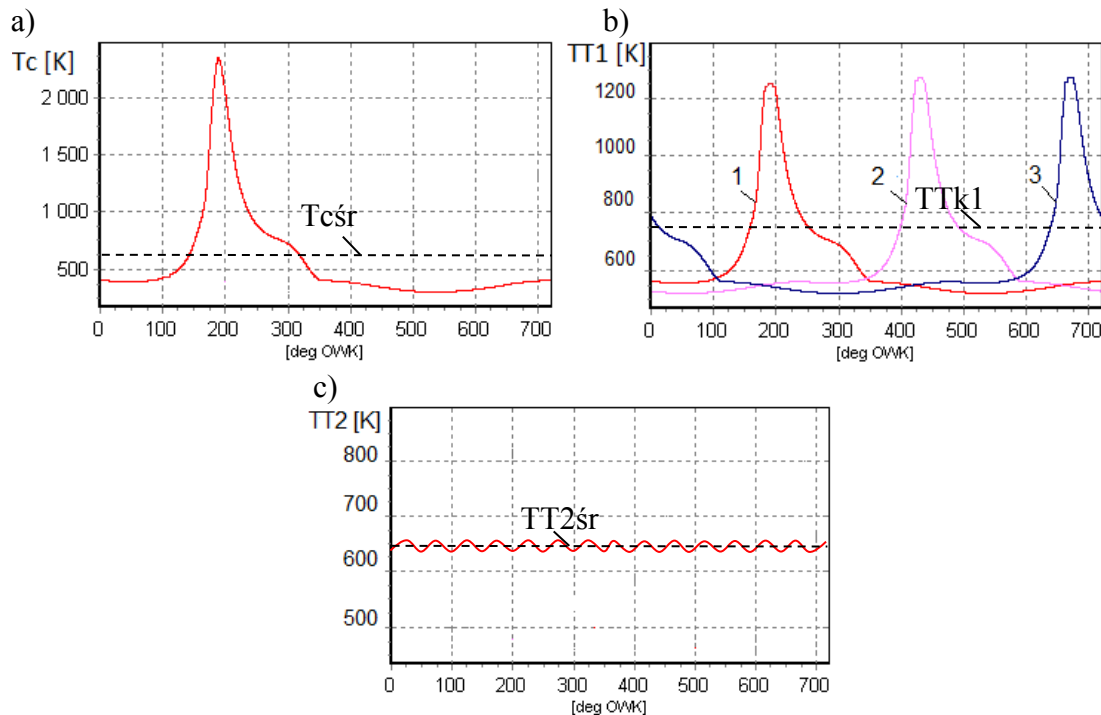 a)
Tc [K]
2 000
1 500
1 000
500
Tcśr
0 100 200 300 400 500 600 700
[deg OWK]
b)
TT1 [K]
1200
1000
800
600
1
2
3
TTk1
0 100 200 300 400 500 600 700
[deg OWK]
c)
TT2 [K]
800
700
600
500
TT2śr
0 100 200 300 400 500 600 700
[deg OWK]